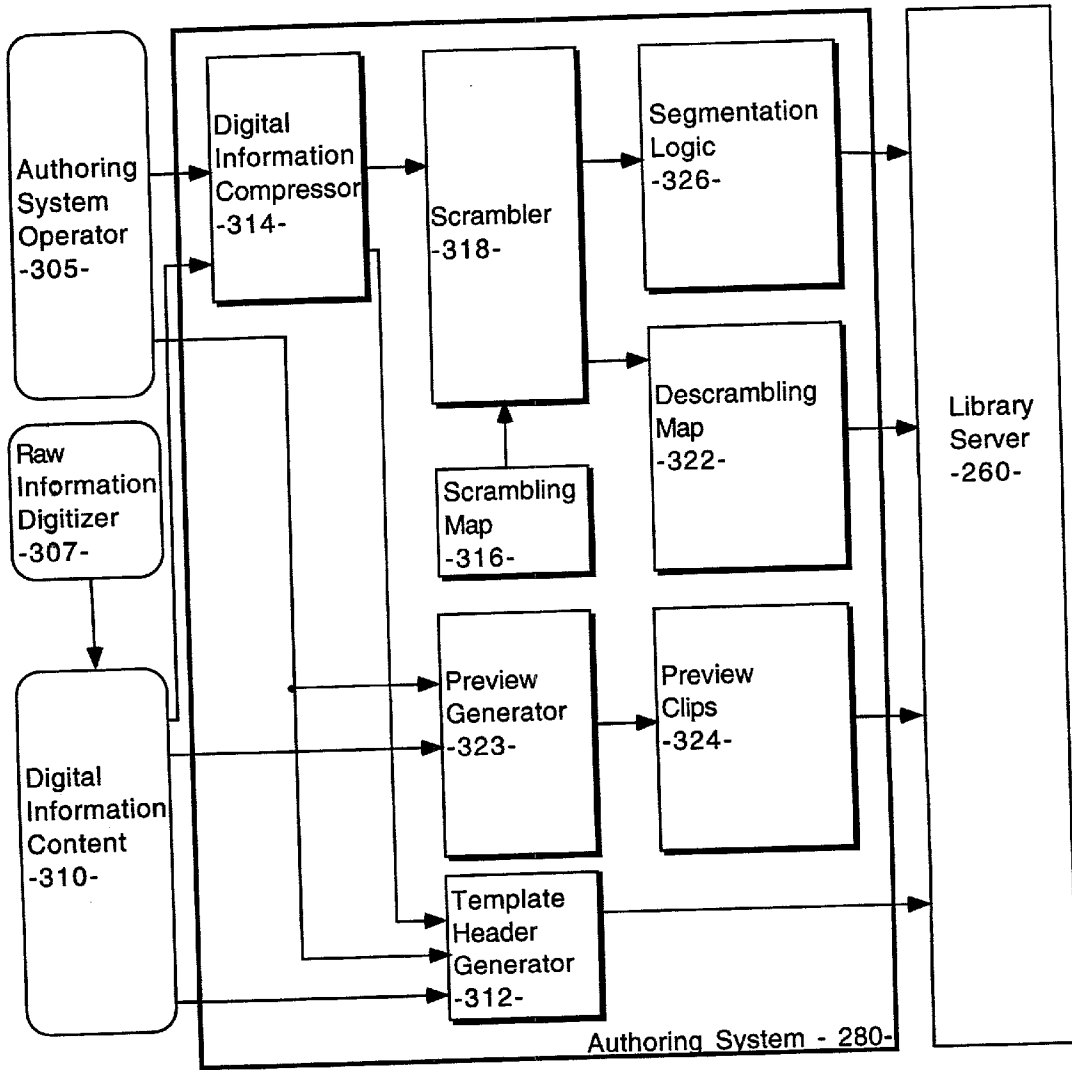 Authoring
System
Operator
-305-
Raw
Information
Digitizer
-307-
Digital
Information
Content
-310-
Digital
Information
Compressor
-314-
Scrambler
-318-
Scrambling
Map
-316-
Segmentation
Logic
-326-
Descrambling
Map
-322-
Preview
Generator
-323-
Preview
Clips
-324-
Template
Header
Generator
-312-
Authoring System - 280-
Library
Server
-260-